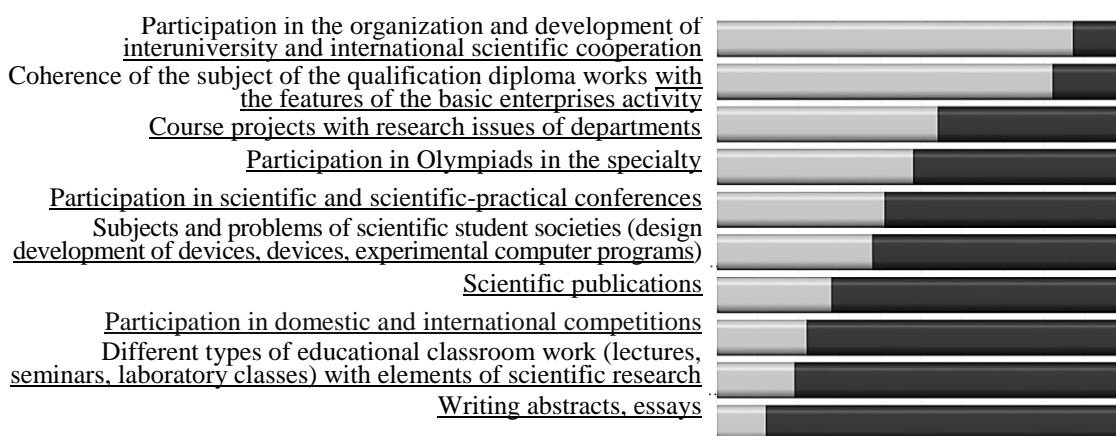 Participation in the organization and development of
interuniversity and international scientific cooperation
Coherence of the subject of the qualification diploma works with
the features of the basic enterprises activity
Course projects with research issues of departments
Participation in Olympiads in the specialty
Participation in scientific and scientific-practical conferences
Subjects and problems of scientific student societies (design
development of devices, devices, experimental computer programs)
Scientific publications
Participation in domestic and international competitions
Different types of educational classroom work (lectures,
seminars, laboratory classes) with elements of scientific research
Writing abstracts, essays